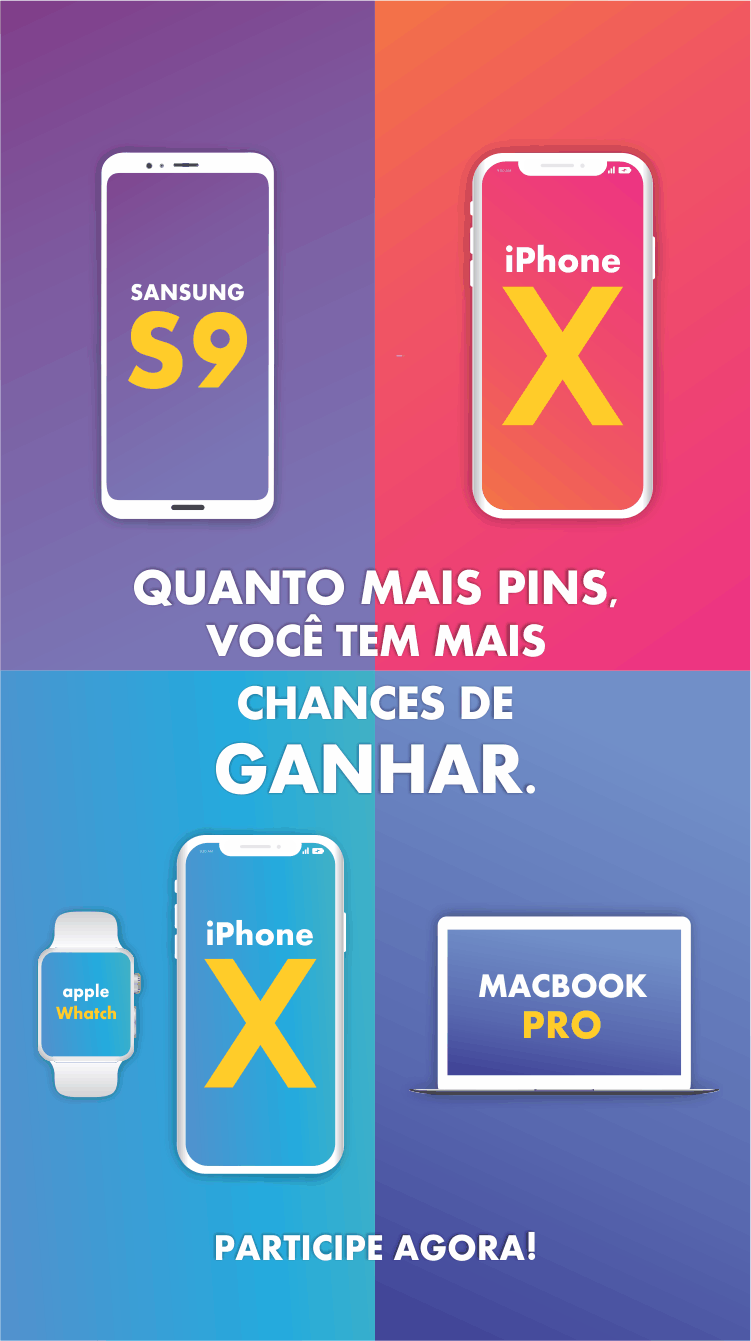 SANSUNG
S9
iPhone
X
QUANTO MAIS PINS,
VOCÊ TEM MAIS
CHANCES DE
GANHAR.
apple
Whatch
iPhone
X
MACBOOK
PRO
PARTICIPE AGORA!